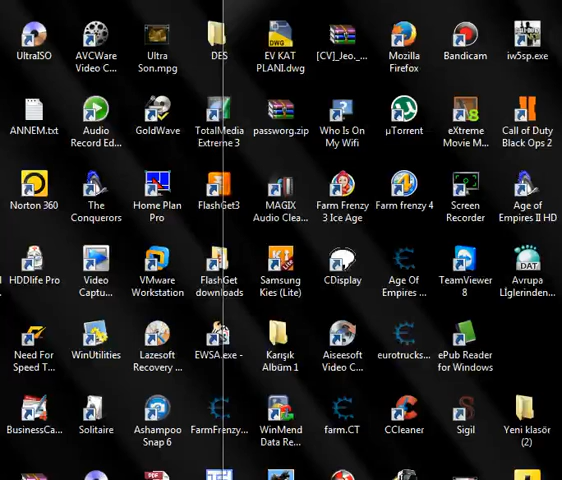 UltraISO
AVCWare
Video C...
Ultra
Son.mpg
DES
EV KAT
PLANI.dwg
[CV]_Jeo._...
Mozilla
Firefox
Bandicam
iw5sp.exe
ANNEM.txt
Audio
Record Ed...
GoldWave
TotalMedia
Extreme 3
passworg.zip
Who Is On
My Wifi
µTorrent
eXtreme
Movie M...
Call of Duty
Black Ops 2
Norton 360
The
Conquerors
Home Plan
Pro
FlashGet3
MAGIX
Audio Clea...
Farm Frenzy
3 Ice Age
Farm frenzy 4
Screen
Recorder
Age of
Empires II HD
HDDlife Pro
Video
Captu...
VMware
Workstation
FlashGet
downloads
Samsung
Kies (Lite)
CDisplay
Age Of
Empires ...
TeamViewer
8
DAT
Avrupa
Lİglerinden...
Need For
Speed T...
WinUtilities
Lazesoft
Recovery ...
EWSA.exe -
Karışık
Albüm 1
Aiseesoft
Video C...
eurotrucks...
ePub Reader
for Windows
BusinessCa...
Solitaire
Ashampoo
Snap 6
FarmFrenzy...
WinMend
Data Re...
farm.CT
CCleaner
Sigil
Yeni klasör
(2)